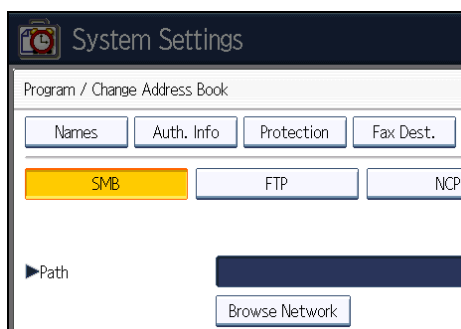 System Settings
Program / Change Address Book
Names Auth. Info Protection Fax Dest.
SMB FTP NCP
▶Path
Browse Network